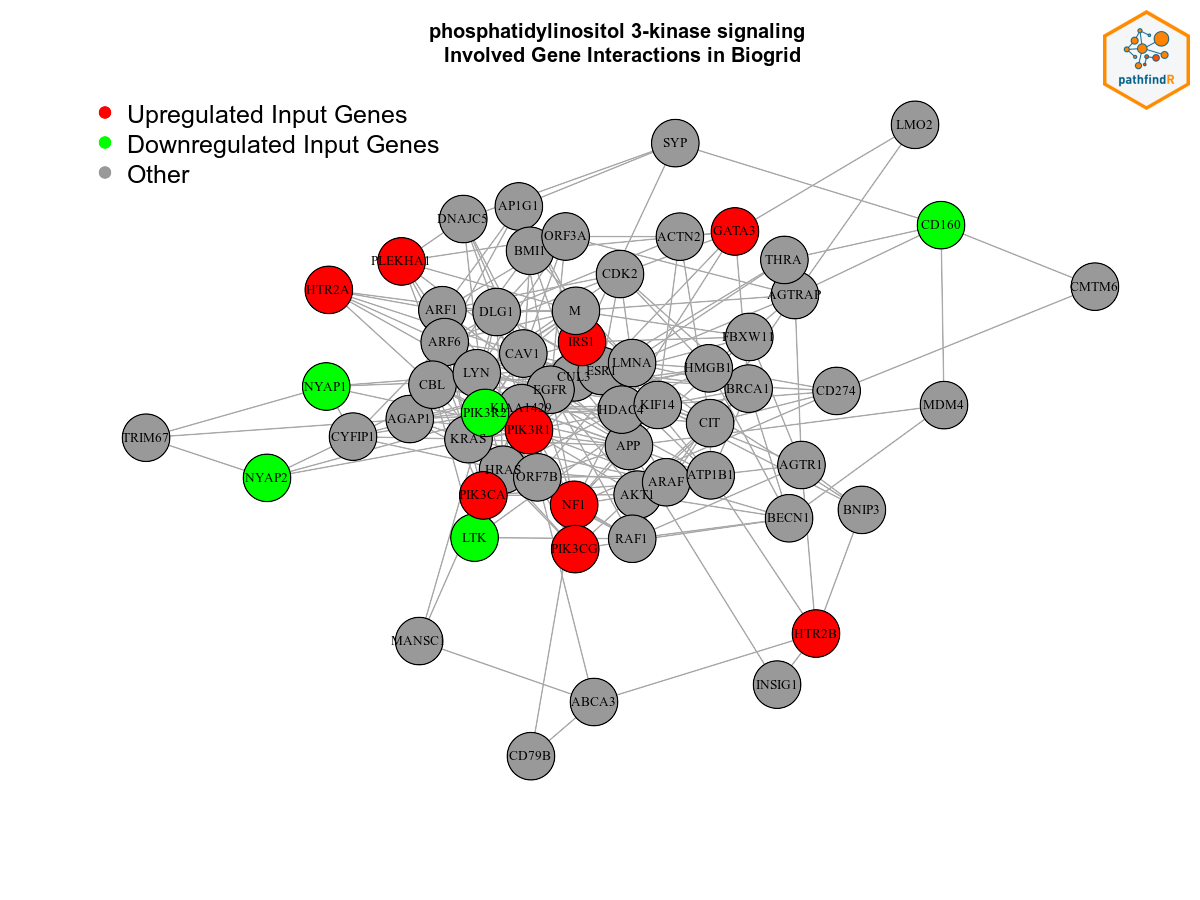 phosphatidylinositol 3-kinase signaling
Involved Gene Interactions in Biogrid
pathfindR
Upregulated Input Genes
Downregulated Input Genes
Other
LMO2
SYP
AP1G1
DNAJC5
CD160
GATA3
ORF3A
ACTN2
BMI1
PLEKHA1
THRA
CDK2
CMTM6
HTR2A
AGTRAP
ARF1
DLG1
M
FBXW11
ARF6
IRS1
CAV1
LMNA
HMGB1
ESR1
LYN
CUL3
CBL
NYAP1
EGFR
BRCA1
CD274
KIF14
MDM4
KIAA1429
HDAC4
PIK3R2
AGAP1
CIT
PIK3R1
TRIM67
CYFIP1
KRAS
APP
AGTR1
HRAS
ATP1B1
NYAP2
ORF7B
ARAF
PIK3CA
AKT1
NF1
BNIP3
BECN1
LTK
RAF1
PIK3CG
HTR2B
MANSC
INSIG1
ABCA3
CD79B